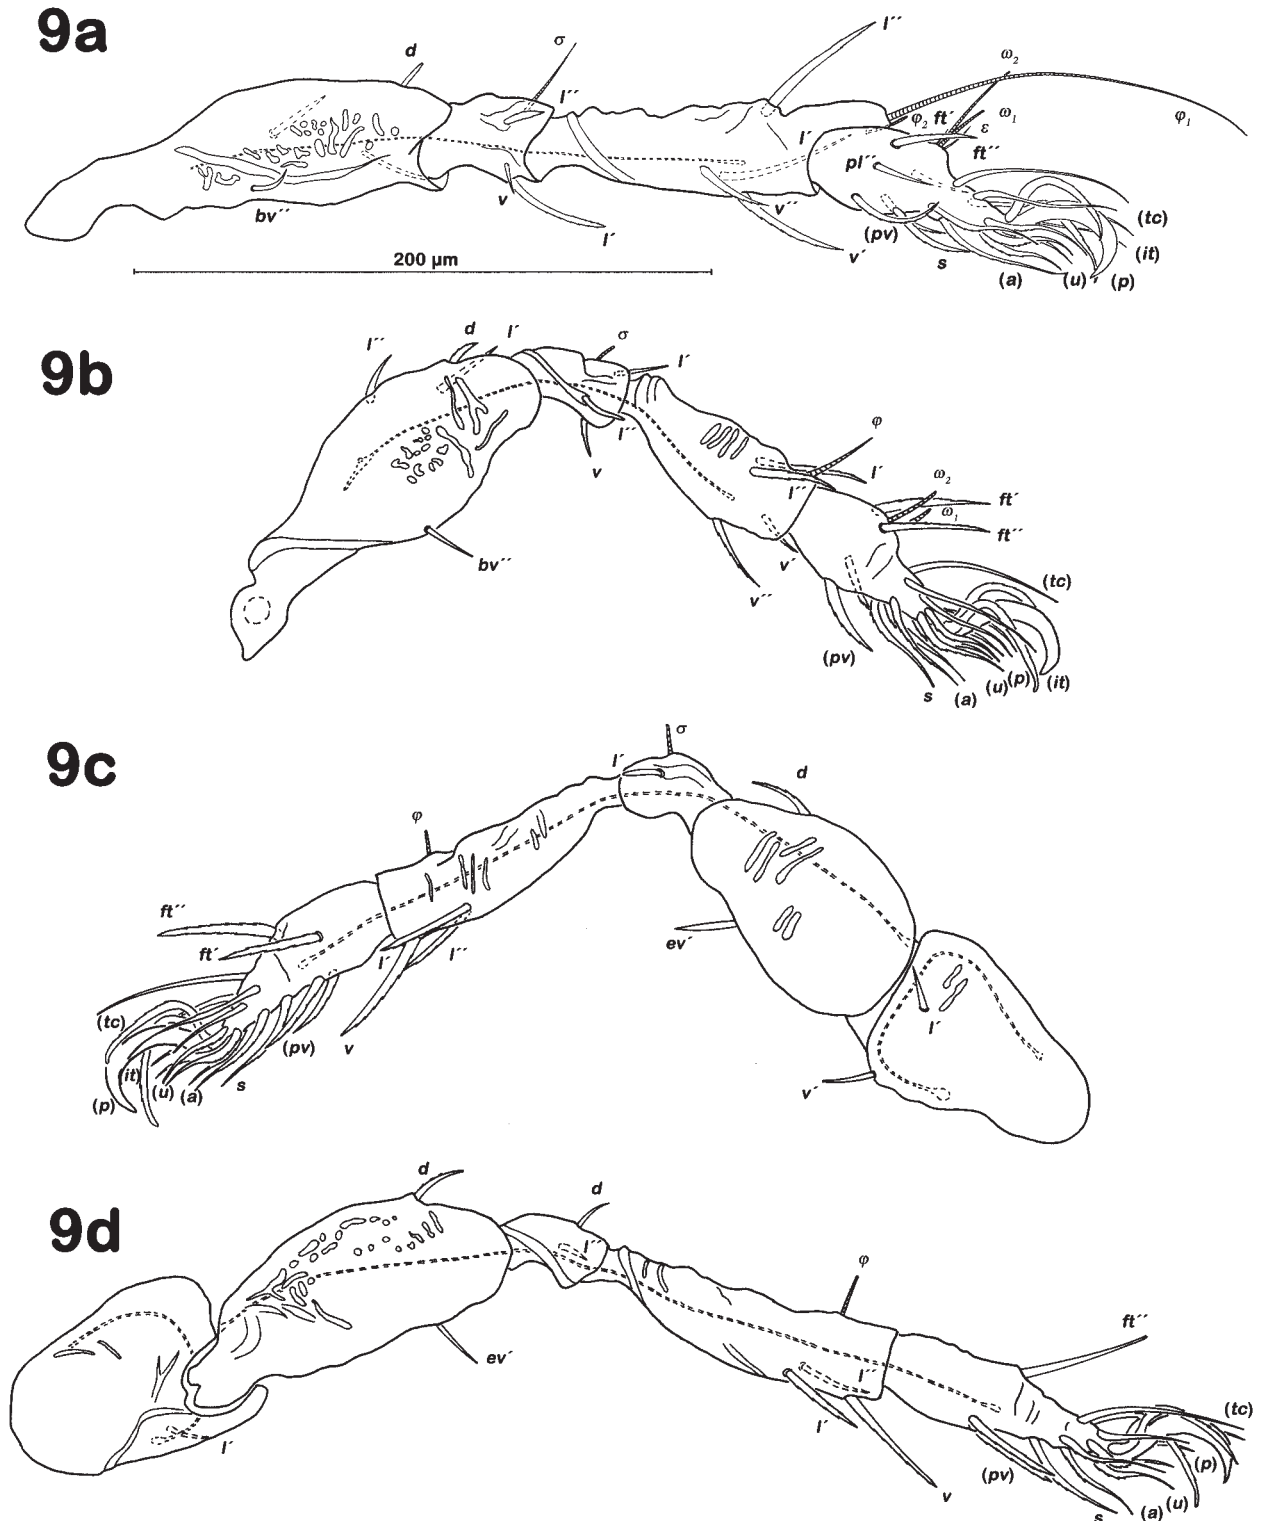 9a
d
σ
l´´
l´´
ω2
φ1
φ2 ft´ ω1
ε
ft´´
l´
pl´´
bv´´
v
l´
v´´
v´
(pv)
s
(a)
(u)
(p)
(it)
(tc)
200 µm
9b
l´´
d
l´
σ
l´
l´´
v
φ
l´
l´´
ω2
ft´
ω1
ft´´
bv´´
v´
v´´
(tc)
(pv)
s
(a)
(u)
(p)
(it)
9c
σ
l´
d
φ
ft´´
ft´
l´
l´´
ev´
(tc)
(it)
(p)
(u)
(a)
s
(pv)
v
l´
v´
9d
d
d
l´´
φ
ft´´
ev´
l´´
l´
l´
v
(pv)
s
(a)
(u)
(p)
(tc)